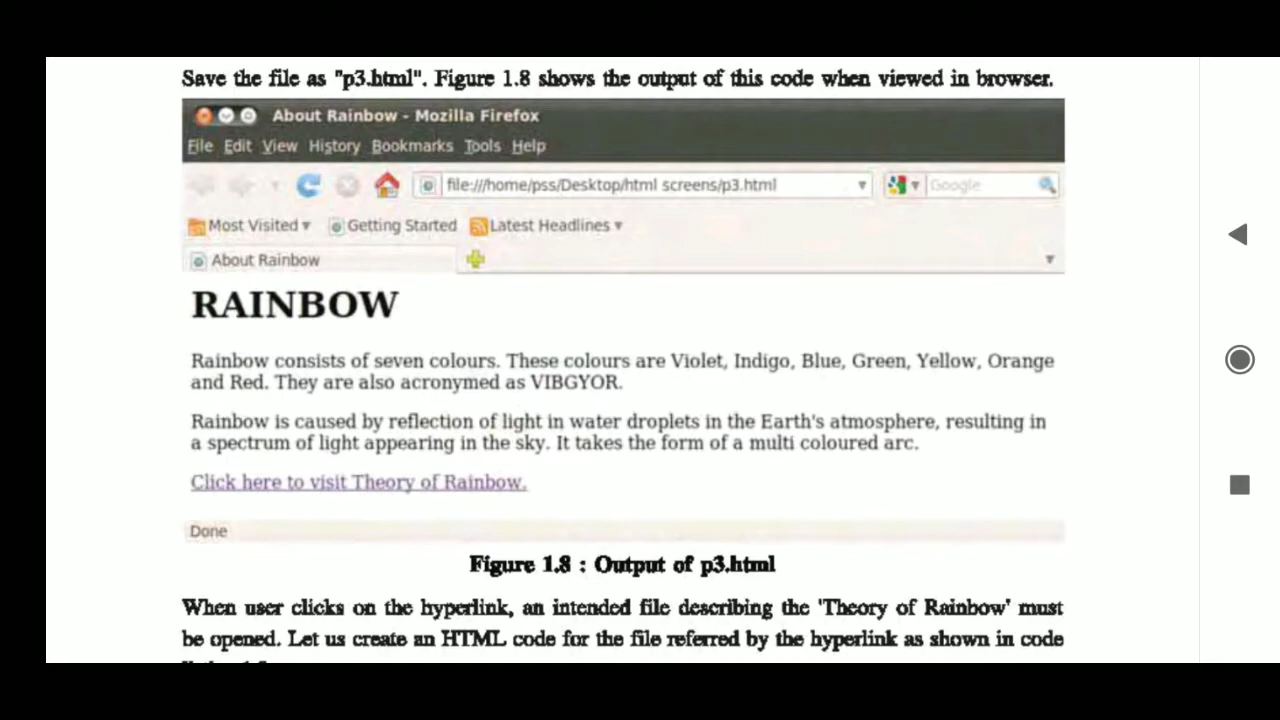 Save the file as "p3.html". Figure 1.8 shows the output of this code when viewed in browser.
About Rainbow - Mozilla Firefox
File Edit View History Bookmarks Tools Help
file:///home/pss/Desktop/html screens/p3.html Google
Most Visited Getting Started Latest Headlines
About Rainbow
RAINBOW
Rainbow consists of seven colours. These colours are Violet, Indigo, Blue, Green, Yellow, Orange
and Red. They are also acronymed as VIBGYOR.
Rainbow is caused by reflection of light in water droplets in the Earth's atmosphere, resulting in
a spectrum of light appearing in the sky. It takes the form of a multi coloured arc.
Click here to visit Theory of Rainbow.
Done
Figure 1.8 : Output of p3.html
When user clicks on the hyperlink, an intended file describing the 'Theory of Rainbow' must
be opened. Let us create an HTML code for the file referred by the hyperlink as shown in code